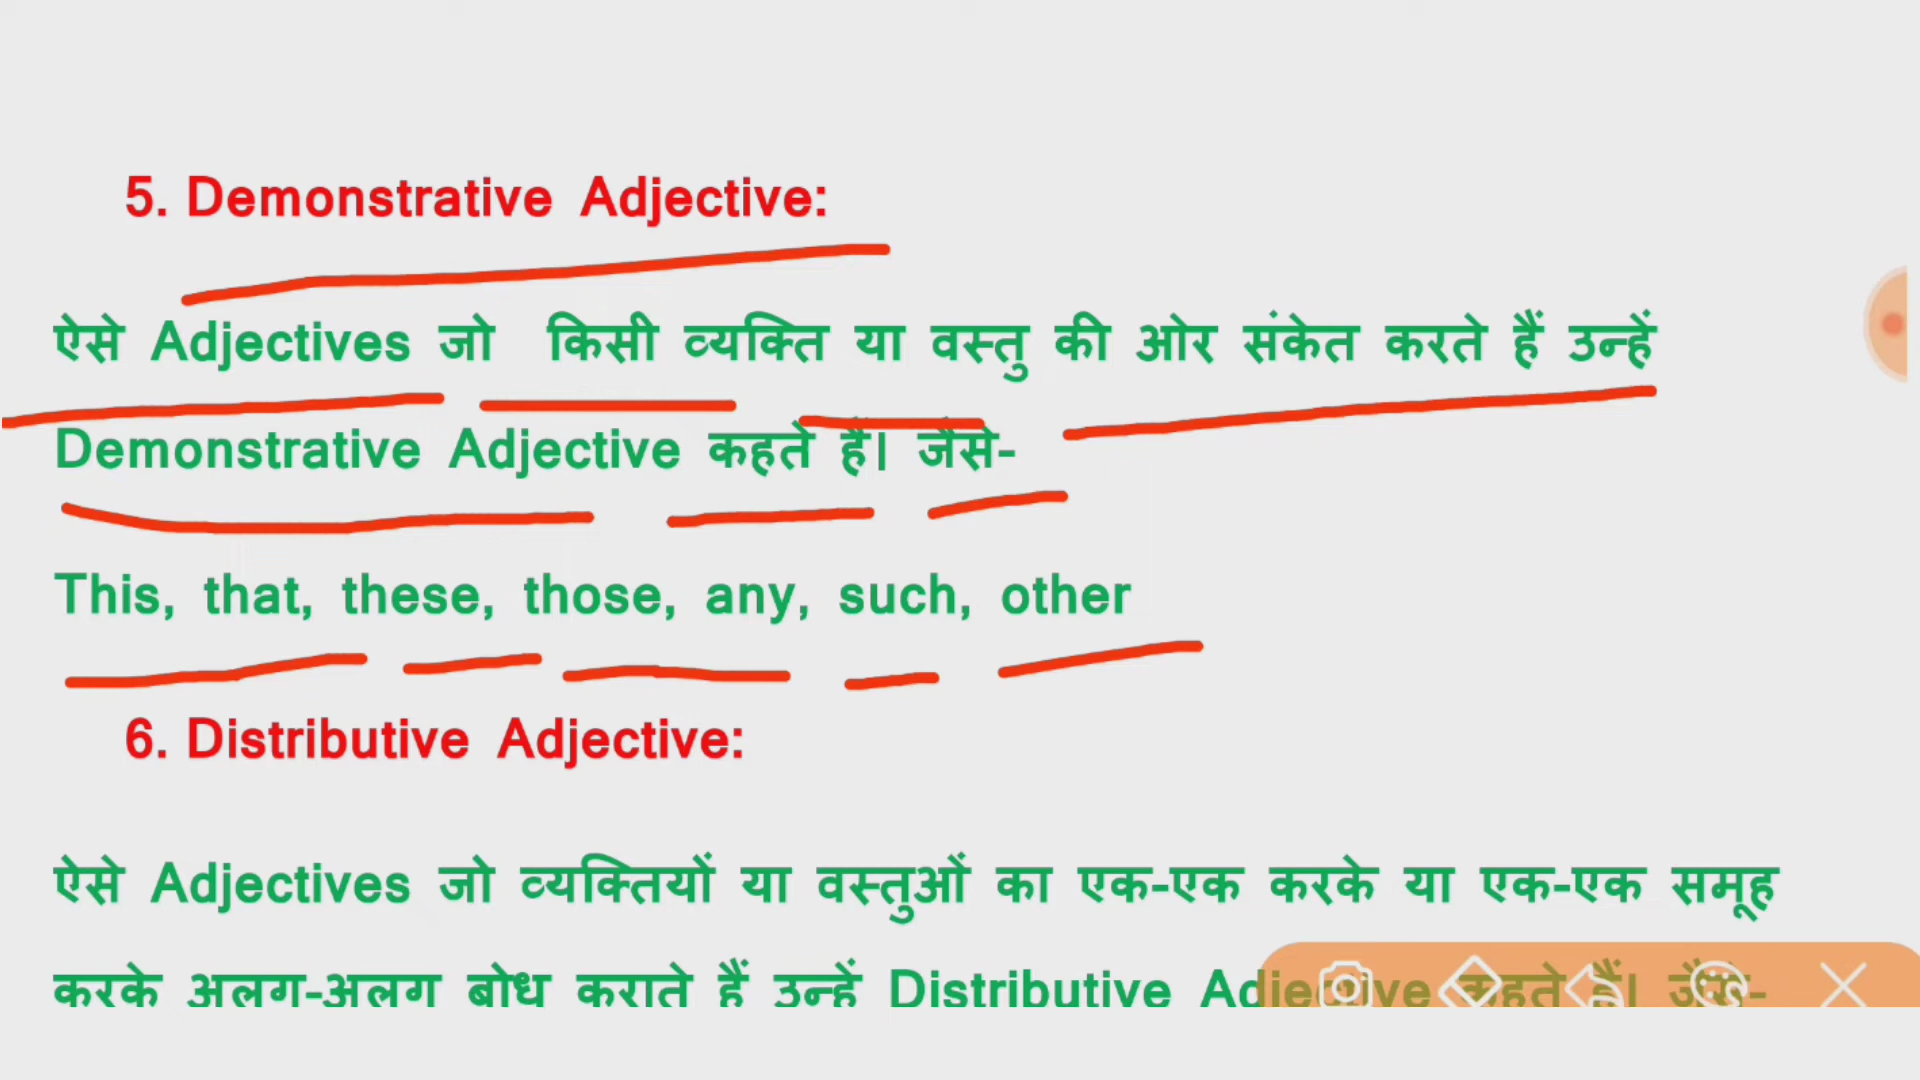 5. Demonstrative Adjective:
ऐसे Adjectives जो किसी व्यक्ति या वस्तु की ओर संकेत करते हैं उन्हें
Demonstrative Adjective कहते हैं। जैसे-
This, that, these, those, any, such, other
6. Distributive Adjective:
ऐसे Adjectives जो व्यक्तियों या वस्तुओं का एक-एक करके या एक-एक समूह
करके अलग-अलग बोध कराते हैं उन्हें Distributive Adjective कहते हैं। जैसे-